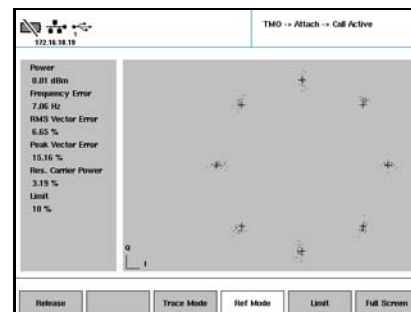 172.16.10.19
1
TMO -> Attach -> Call Active
Power
0.01 dBm
Frequency Error
7.06 Hz
RMS Vector Error
6.65 %
Peak Vector Error
15.16 %
Res. Carrier Power
3.19 %
Limit
10 %
Q
I
Release
Trace Mode
Ref Mode
Limit
Full Screen